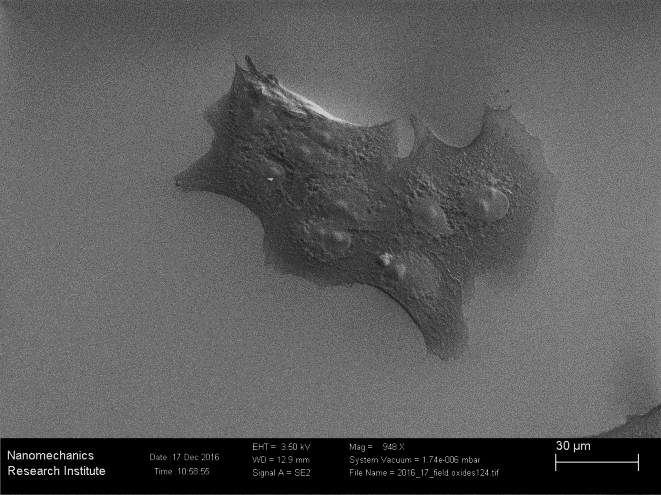 Nanomechanics
Research Institute
Date :17 Dec 2016
Time :10:58:55
EHT = 3.50 kV
WD = 12.9 mm
Signal A = SE2
Mag = 948 X
System Vacuum = 1.74e-006 mbar
File Name = 2016_17_field oxides124.tif
30 µm